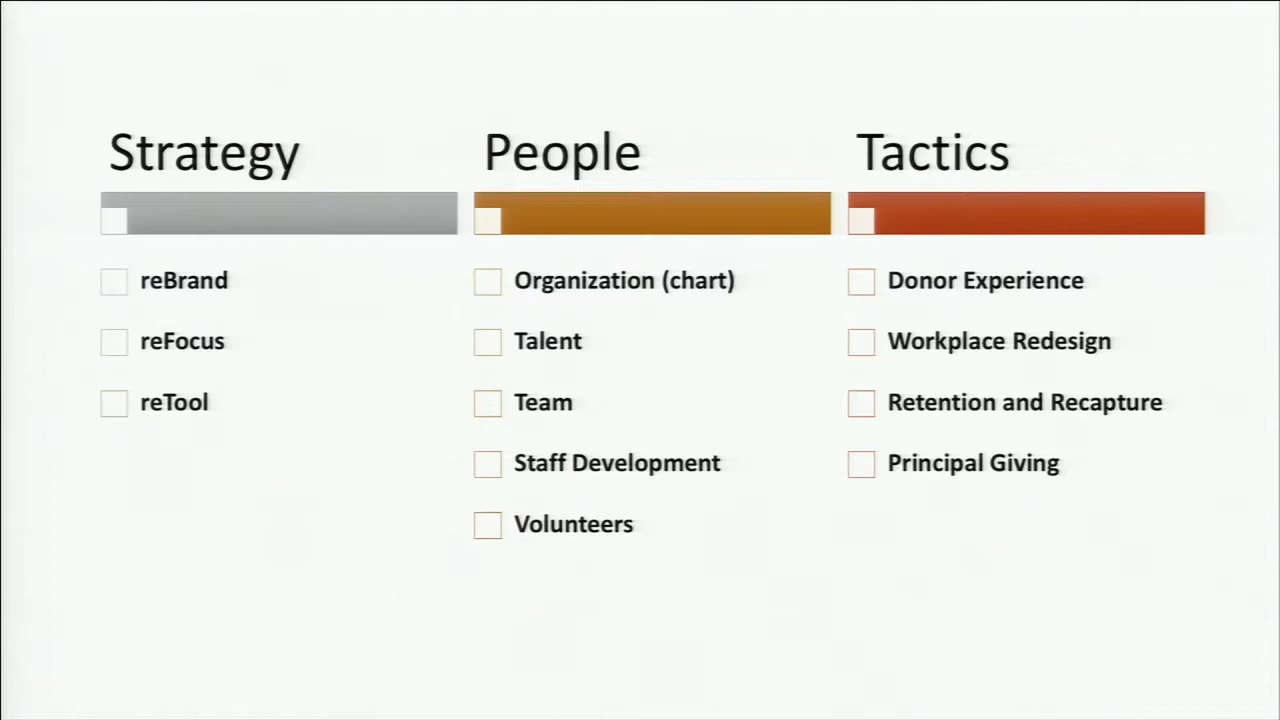 Strategy
reBrand
reFocus
reTool
People
Organization (chart)
Talent
Team
Staff Development
Volunteers
Tactics
Donor Experience
Workplace Redesign
Retention and Recapture
Principal Giving